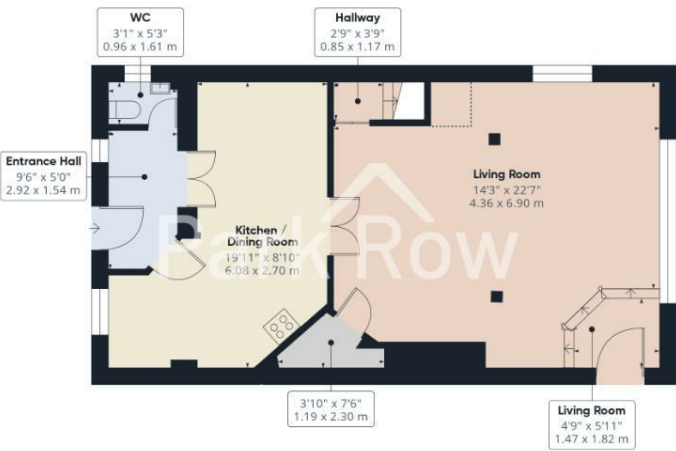 WC
3'1" x 5'3"
0.96 x 1.61 m
Hallway
2'9" x 3'9"
0.85 x 1.17 m
Entrance Hall
9'6" x 5'0"
2.92 x 1.54 m
Living Room
14'3" x 22'7"
4.36 x 6.90 m
Kitchen /
Dining Room
19'11" x 8'10"
6.08 x 2.70 m
Park Row
3'10" x 7'6"
1.19 x 2.30 m
Living Room
4'9" x 5'11"
1.47 x 1.82 m